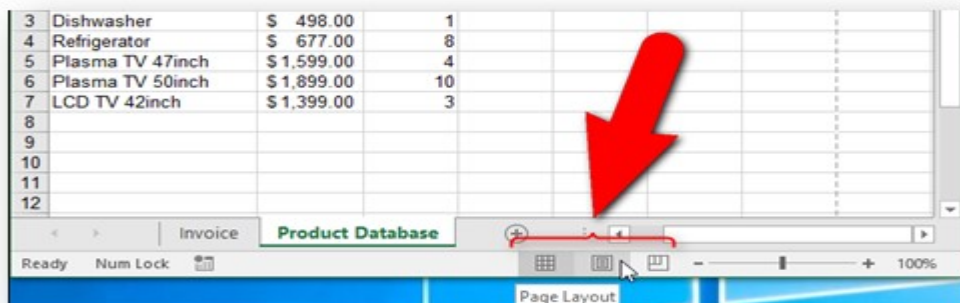 3 Dishwasher $ 498.00 1
4 Refrigerator $ 677.00 8
5 Plasma TV 47inch $1,599.00 4
6 Plasma TV 50inch $1,899.00 10
7 LCD TV 42inch $1,399.00 3
8
9
10
11
12
Invoice Product Database
Ready Num Lock 100%
Page Layout